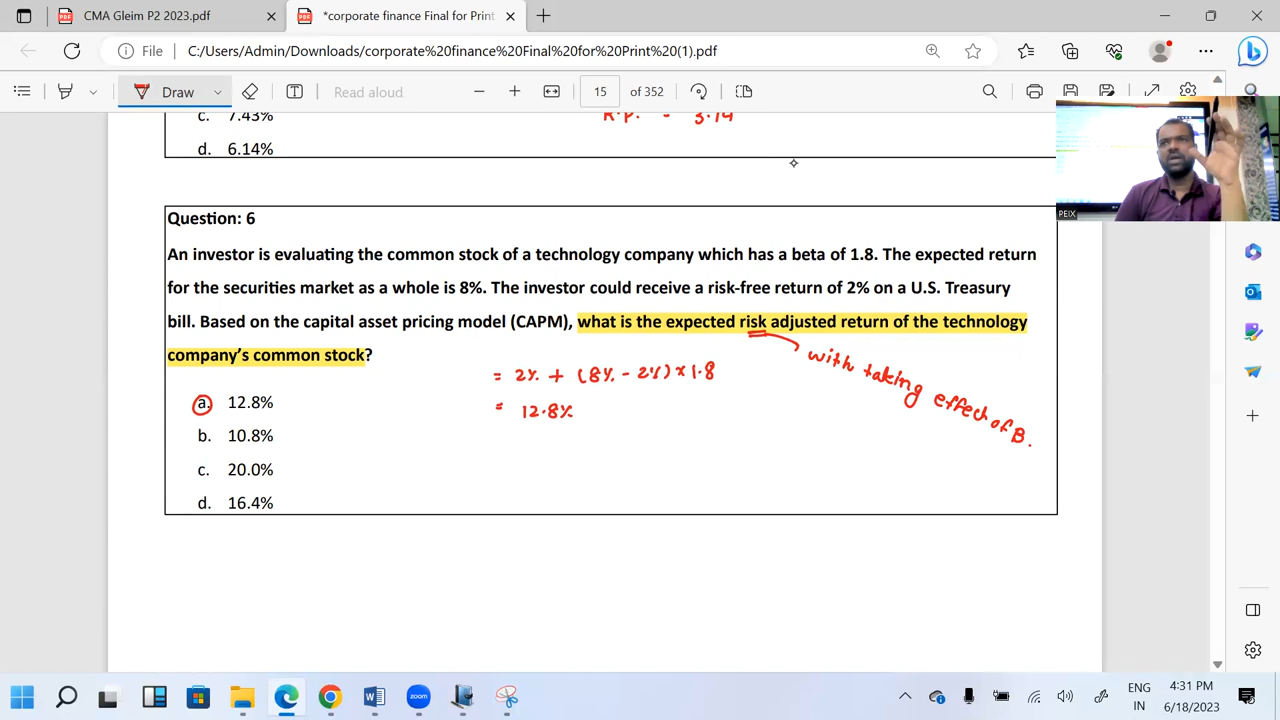 CMA Gleim P2 2023.pdf
*corporate finance Final for Print
File
C:/Users/Admin/Downloads/corporate%20finance%20Final%20for%20Print%20(1).pdf
Draw
Read aloud
15 of 352
c. 7.43%
R.P. = 3.14
d. 6.14%
PEIX
Question: 6
An investor is evaluating the common stock of a technology company which has a beta of 1.8. The expected return
for the securities market as a whole is 8%. The investor could receive a risk-free return of 2% on a U.S. Treasury
bill. Based on the capital asset pricing model (CAPM), what is the expected risk adjusted return of the technology
company's common stock?
with taking effect of B.
= 2% + (8% - 2%) × 1.8
a. 12.8%
= 12.8%
b. 10.8%
c. 20.0%
d. 16.4%
zoom
ENG
IN
4:31 PM
6/18/2023